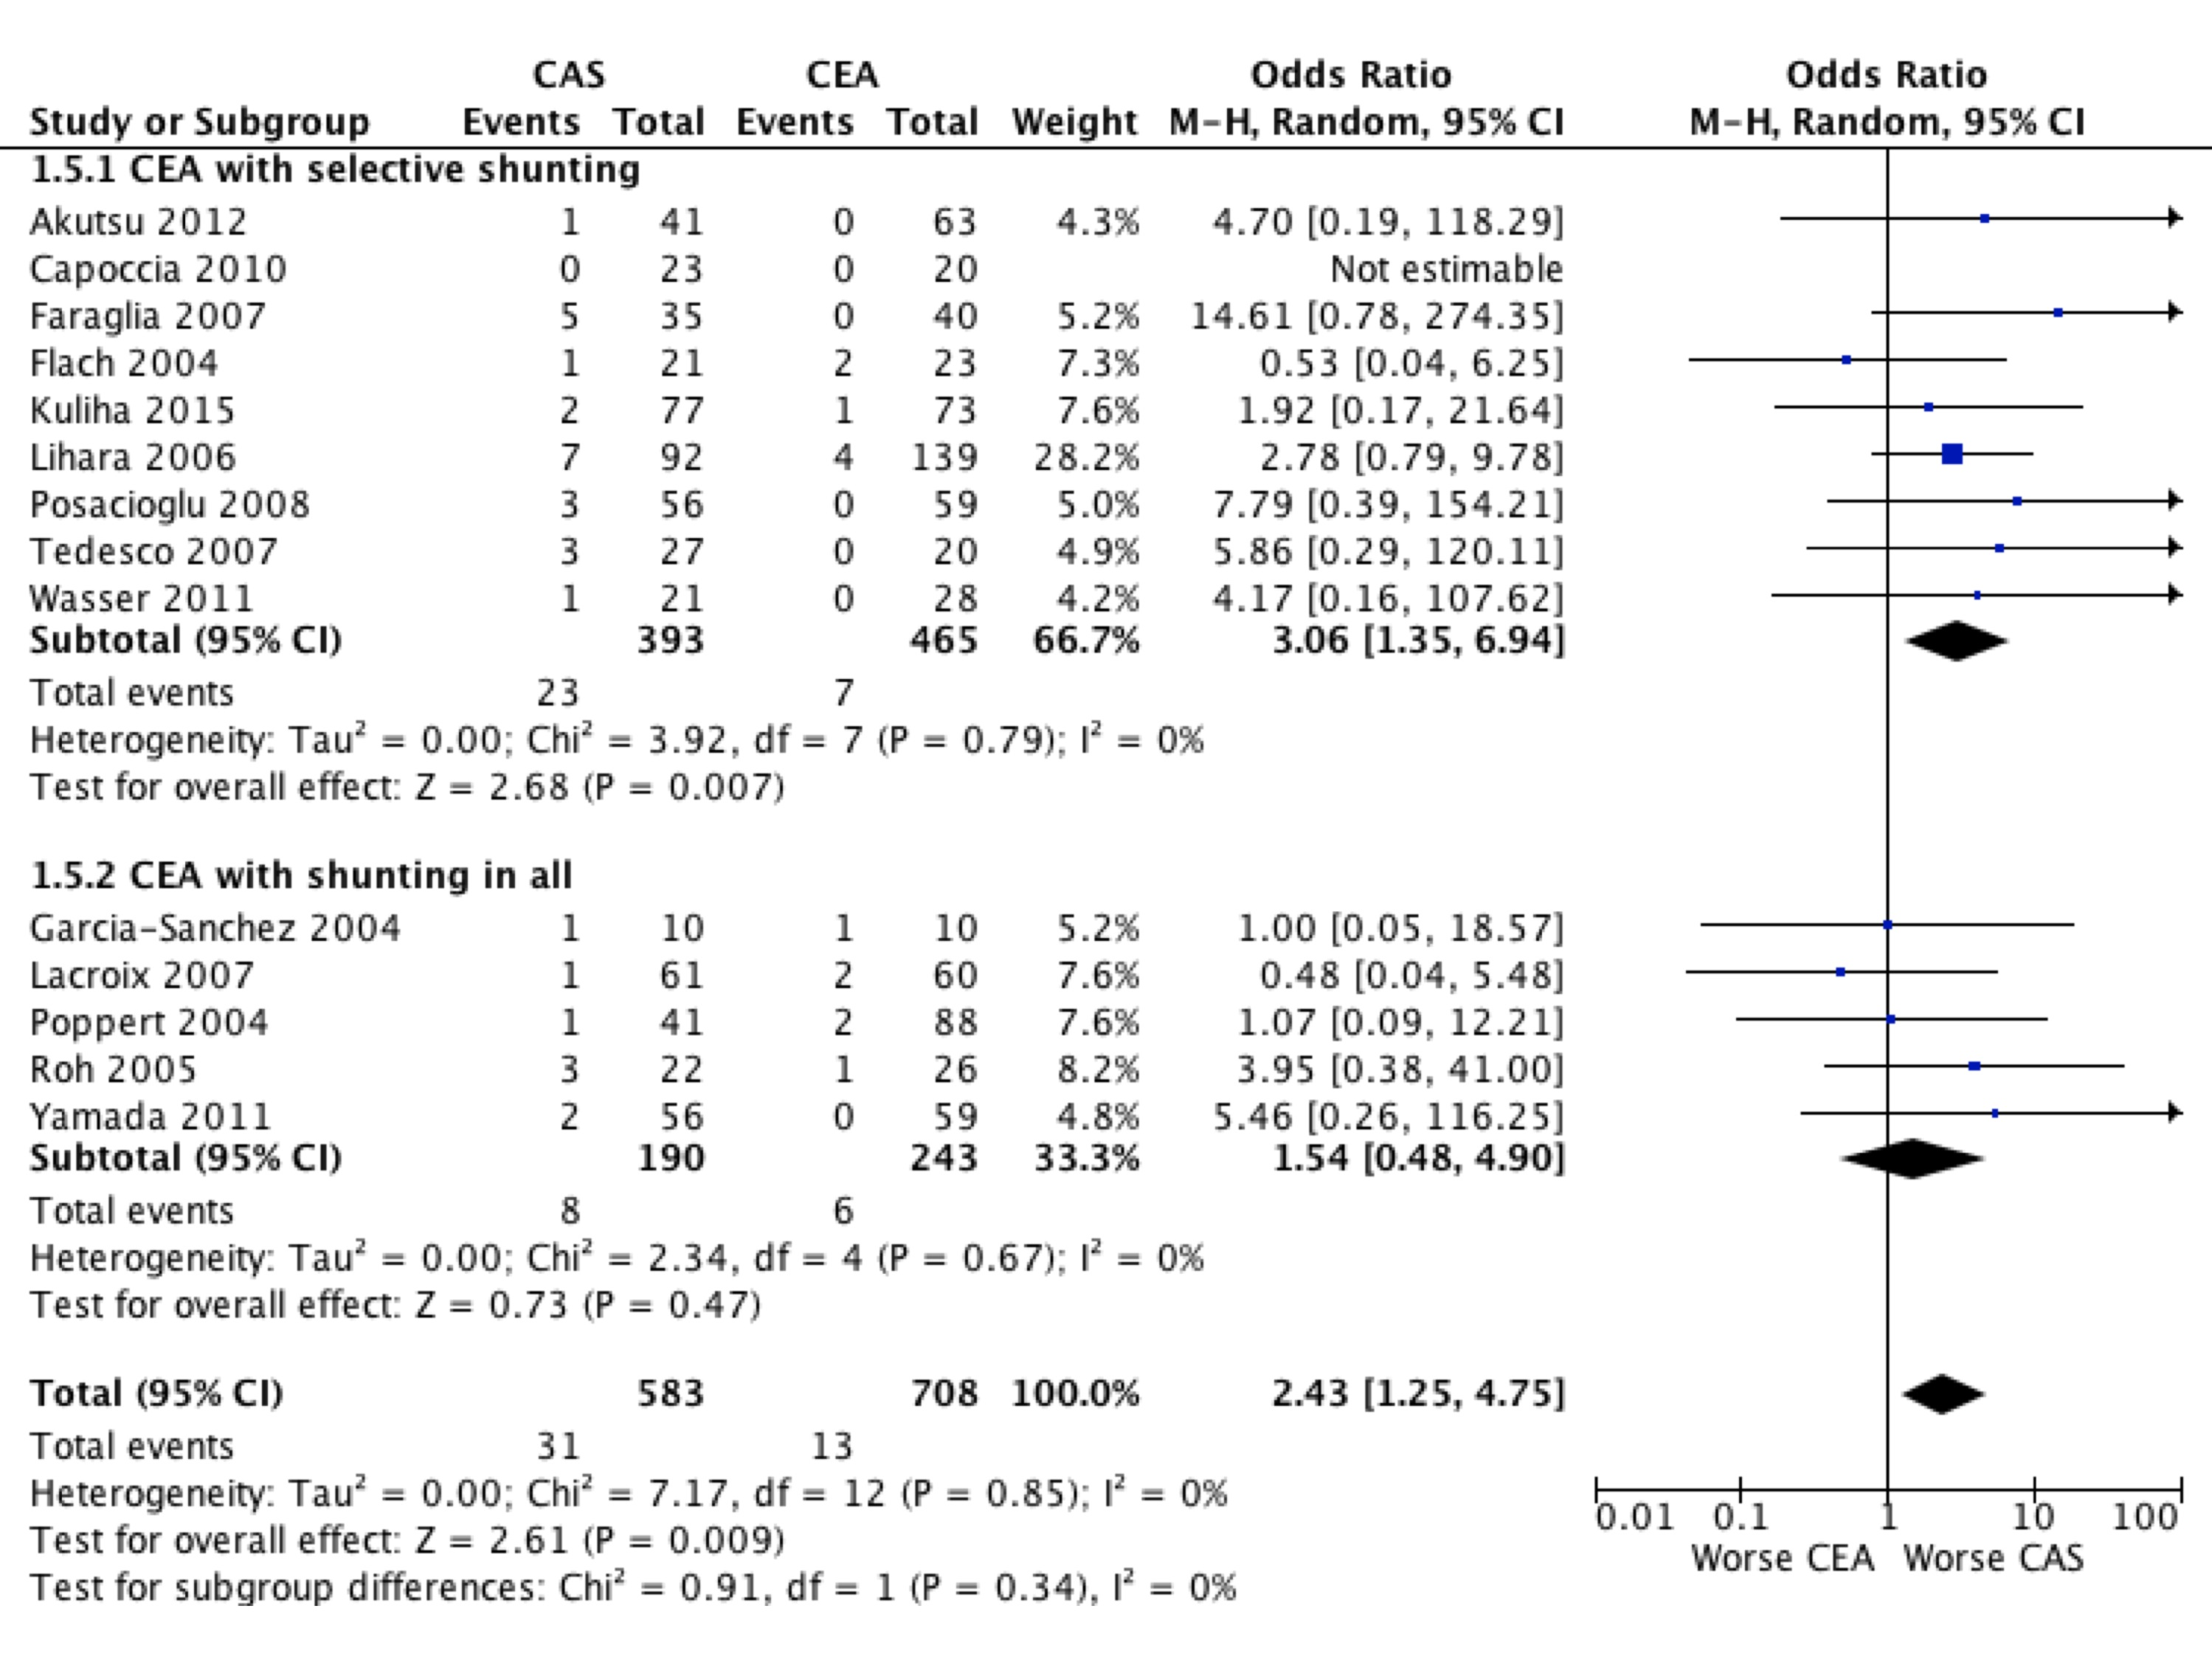 CAS CEA Odds Ratio Odds Ratio
Study or Subgroup Events Total Events Total Weight M-H, Random, 95% CI M-H, Random, 95% CI
1.5.1 CEA with selective shunting
Akutsu 2012 1 41 0 63 4.3% 4.70 [0.19, 118.29]
Capoccia 2010 0 23 0 20 Not estimable
Faraglia 2007 5 35 0 40 5.2% 14.61 [0.78, 274.35]
Flach 2004 1 21 2 23 7.3% 0.53 [0.04, 6.25]
Kuliha 2015 2 77 1 73 7.6% 1.92 [0.17, 21.64]
Lihara 2006 7 92 4 139 28.2% 2.78 [0.79, 9.78]
Posacioglu 2008 3 56 0 59 5.0% 7.79 [0.39, 154.21]
Tedesco 2007 3 27 0 20 4.9% 5.86 [0.29, 120.11]
Wasser 2011 1 21 0 28 4.2% 4.17 [0.16, 107.62]
Subtotal (95% CI) 393 465 66.7% 3.06 [1.35, 6.94]
Total events 23 7
Heterogeneity: Tau² = 0.00; Chi² = 3.92, df = 7 (P = 0.79); I² = 0%
Test for overall effect: Z = 2.68 (P = 0.007)
1.5.2 CEA with shunting in all
Garcia-Sanchez 2004 1 10 1 10 5.2% 1.00 [0.05, 18.57]
Lacroix 2007 1 61 2 60 7.6% 0.48 [0.04, 5.48]
Poppert 2004 1 41 2 88 7.6% 1.07 [0.09, 12.21]
Roh 2005 3 22 1 26 8.2% 3.95 [0.38, 41.00]
Yamada 2011 2 56 0 59 4.8% 5.46 [0.26, 116.25]
Subtotal (95% CI) 190 243 33.3% 1.54 [0.48, 4.90]
Total events 8 6
Heterogeneity: Tau² = 0.00; Chi² = 2.34, df = 4 (P = 0.67); I² = 0%
Test for overall effect: Z = 0.73 (P = 0.47)
Total (95% CI) 583 708 100.0% 2.43 [1.25, 4.75]
Total events 31 13
Heterogeneity: Tau² = 0.00; Chi² = 7.17, df = 12 (P = 0.85); I² = 0%
Test for overall effect: Z = 2.61 (P = 0.009)
Test for subgroup differences: Chi² = 0.91, df = 1 (P = 0.34), I² = 0%
0.01 0.1 1 10 100
Worse CEA Worse CAS